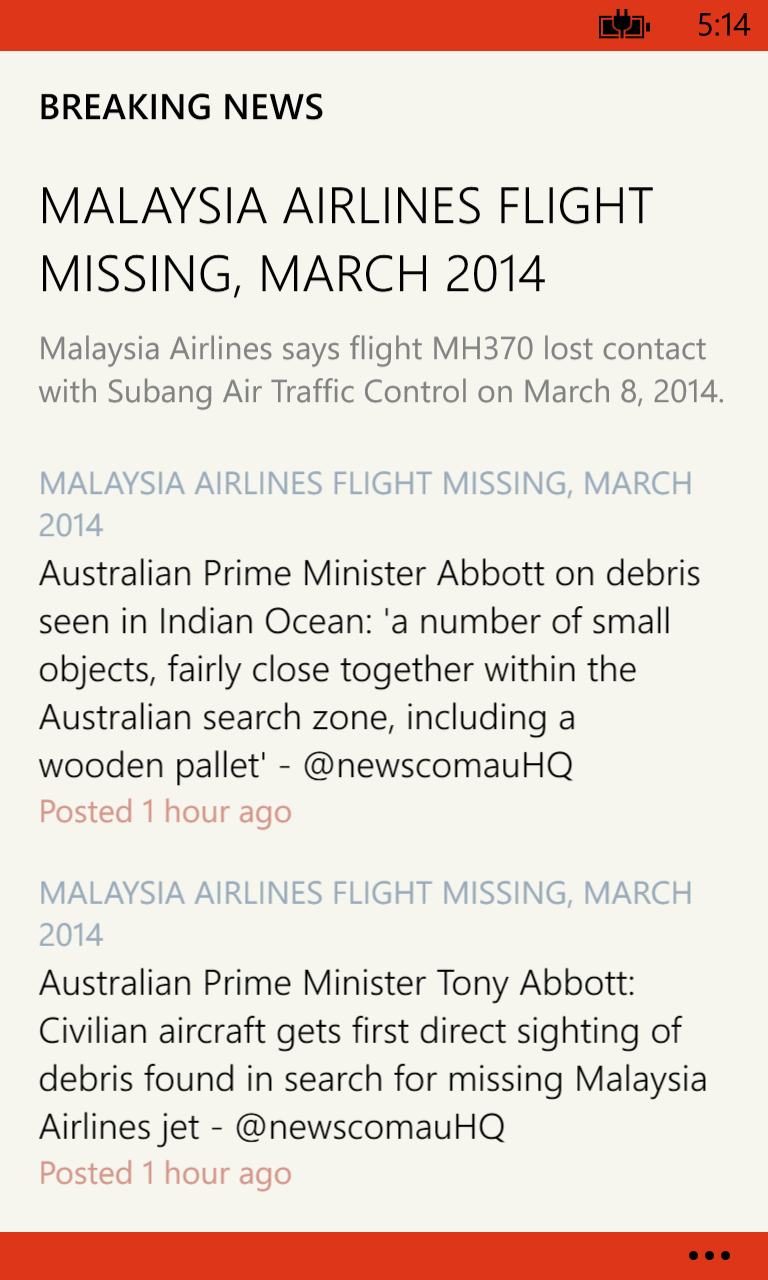 5:14
BREAKING NEWS
MALAYSIA AIRLINES FLIGHT
MISSING, MARCH 2014
Malaysia Airlines says flight MH370 lost contact
with Subang Air Traffic Control on March 8, 2014.
MALAYSIA AIRLINES FLIGHT MISSING, MARCH
2014
Australian Prime Minister Abbott on debris
seen in Indian Ocean: 'a number of small
objects, fairly close together within the
Australian search zone, including a
wooden pallet' - @newscomauHQ
Posted 1 hour ago
MALAYSIA AIRLINES FLIGHT MISSING, MARCH
2014
Australian Prime Minister Tony Abbott:
Civilian aircraft gets first direct sighting of
debris found in search for missing Malaysia
Airlines jet - @newscomauHQ
Posted 1 hour ago